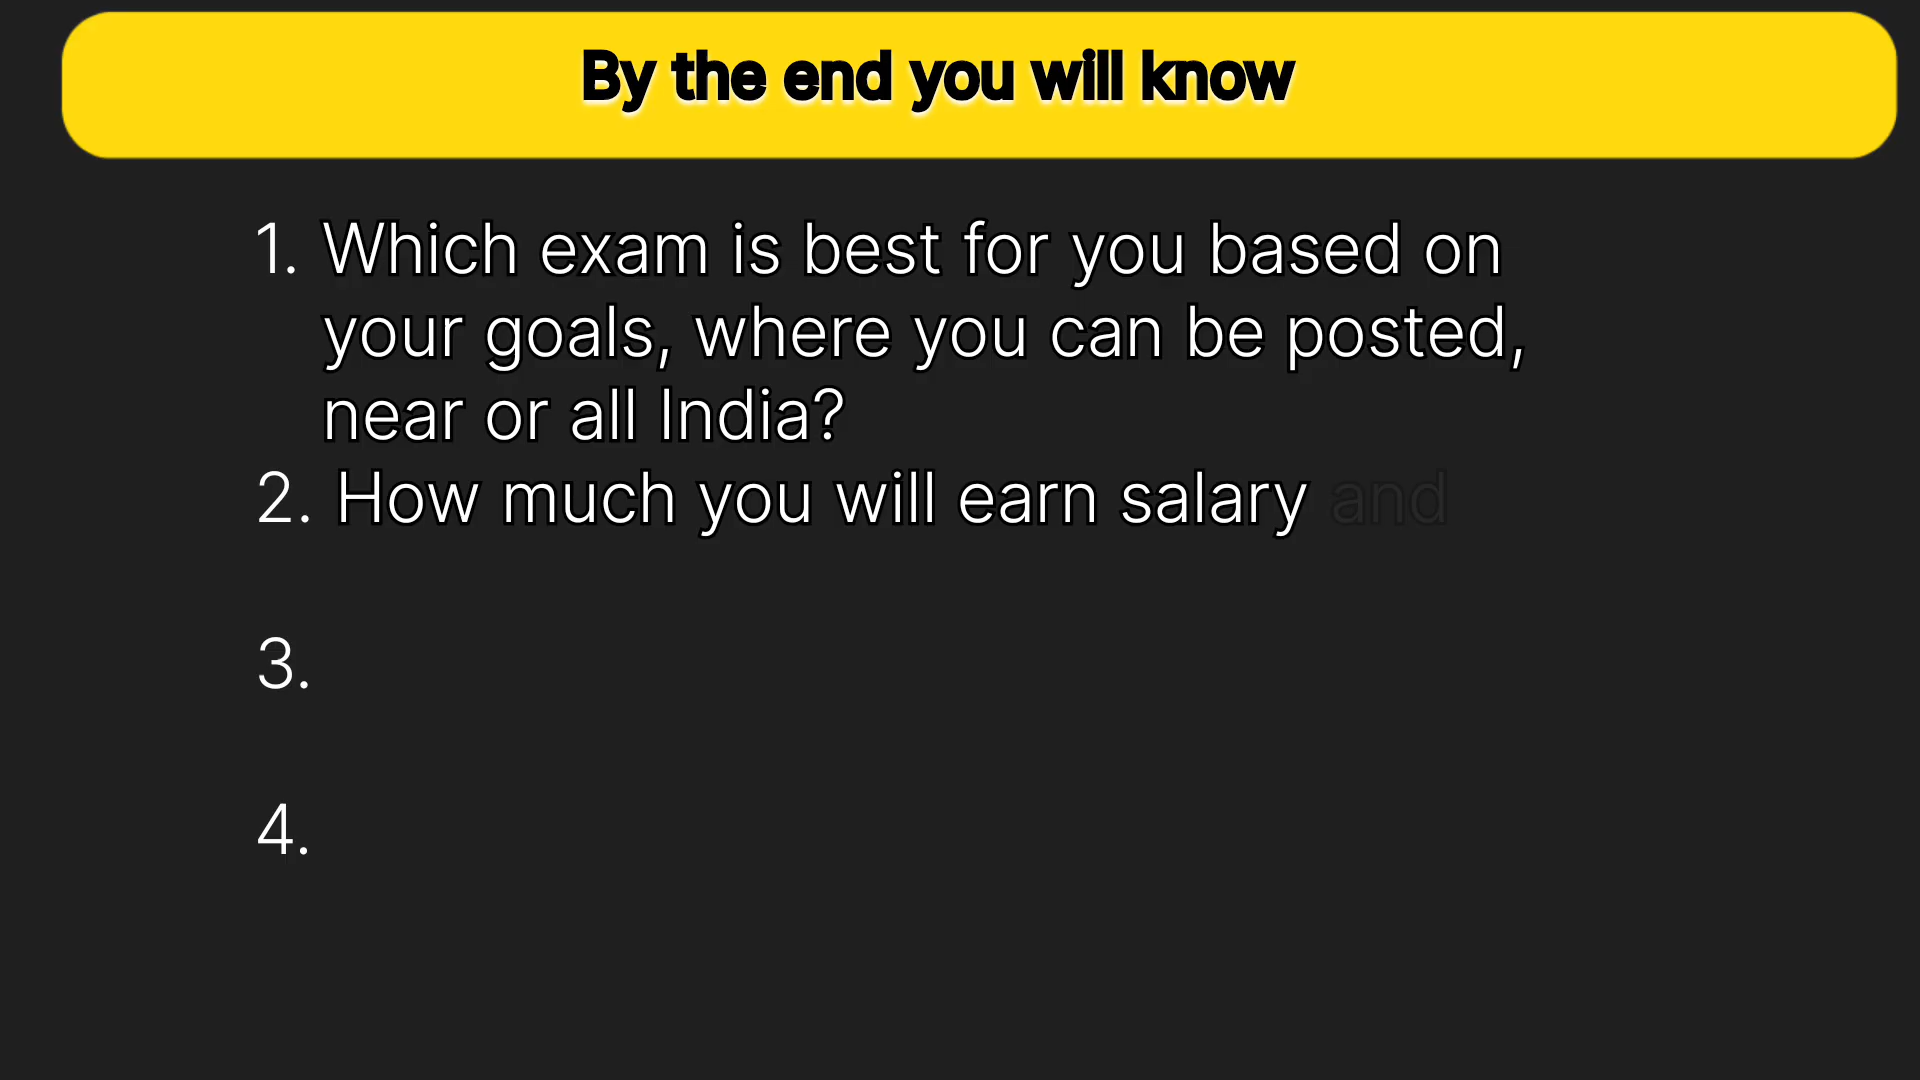 By the end you will know
1. Which exam is best for you based on
your goals, where you can be posted,
near or all India?
2. How much you will earn salary and
3.
4.